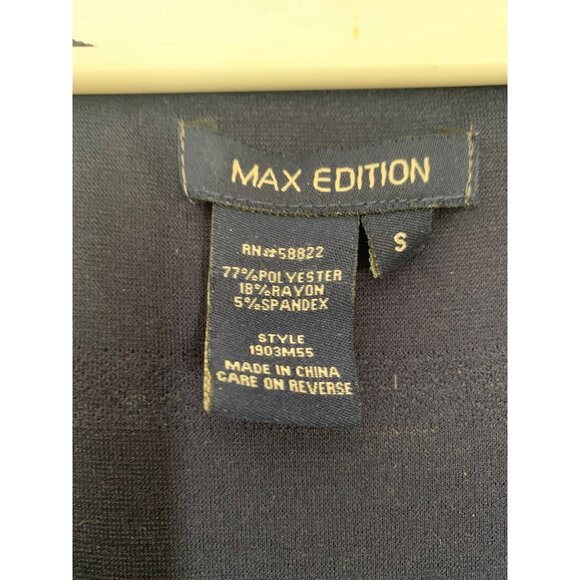 MAX EDITION
S
RN#58822
77%POLYESTER
18%RAYON
5%SPANDEX
STYLE
1903M55
MADE IN CHINA
CARE ON REVERSE